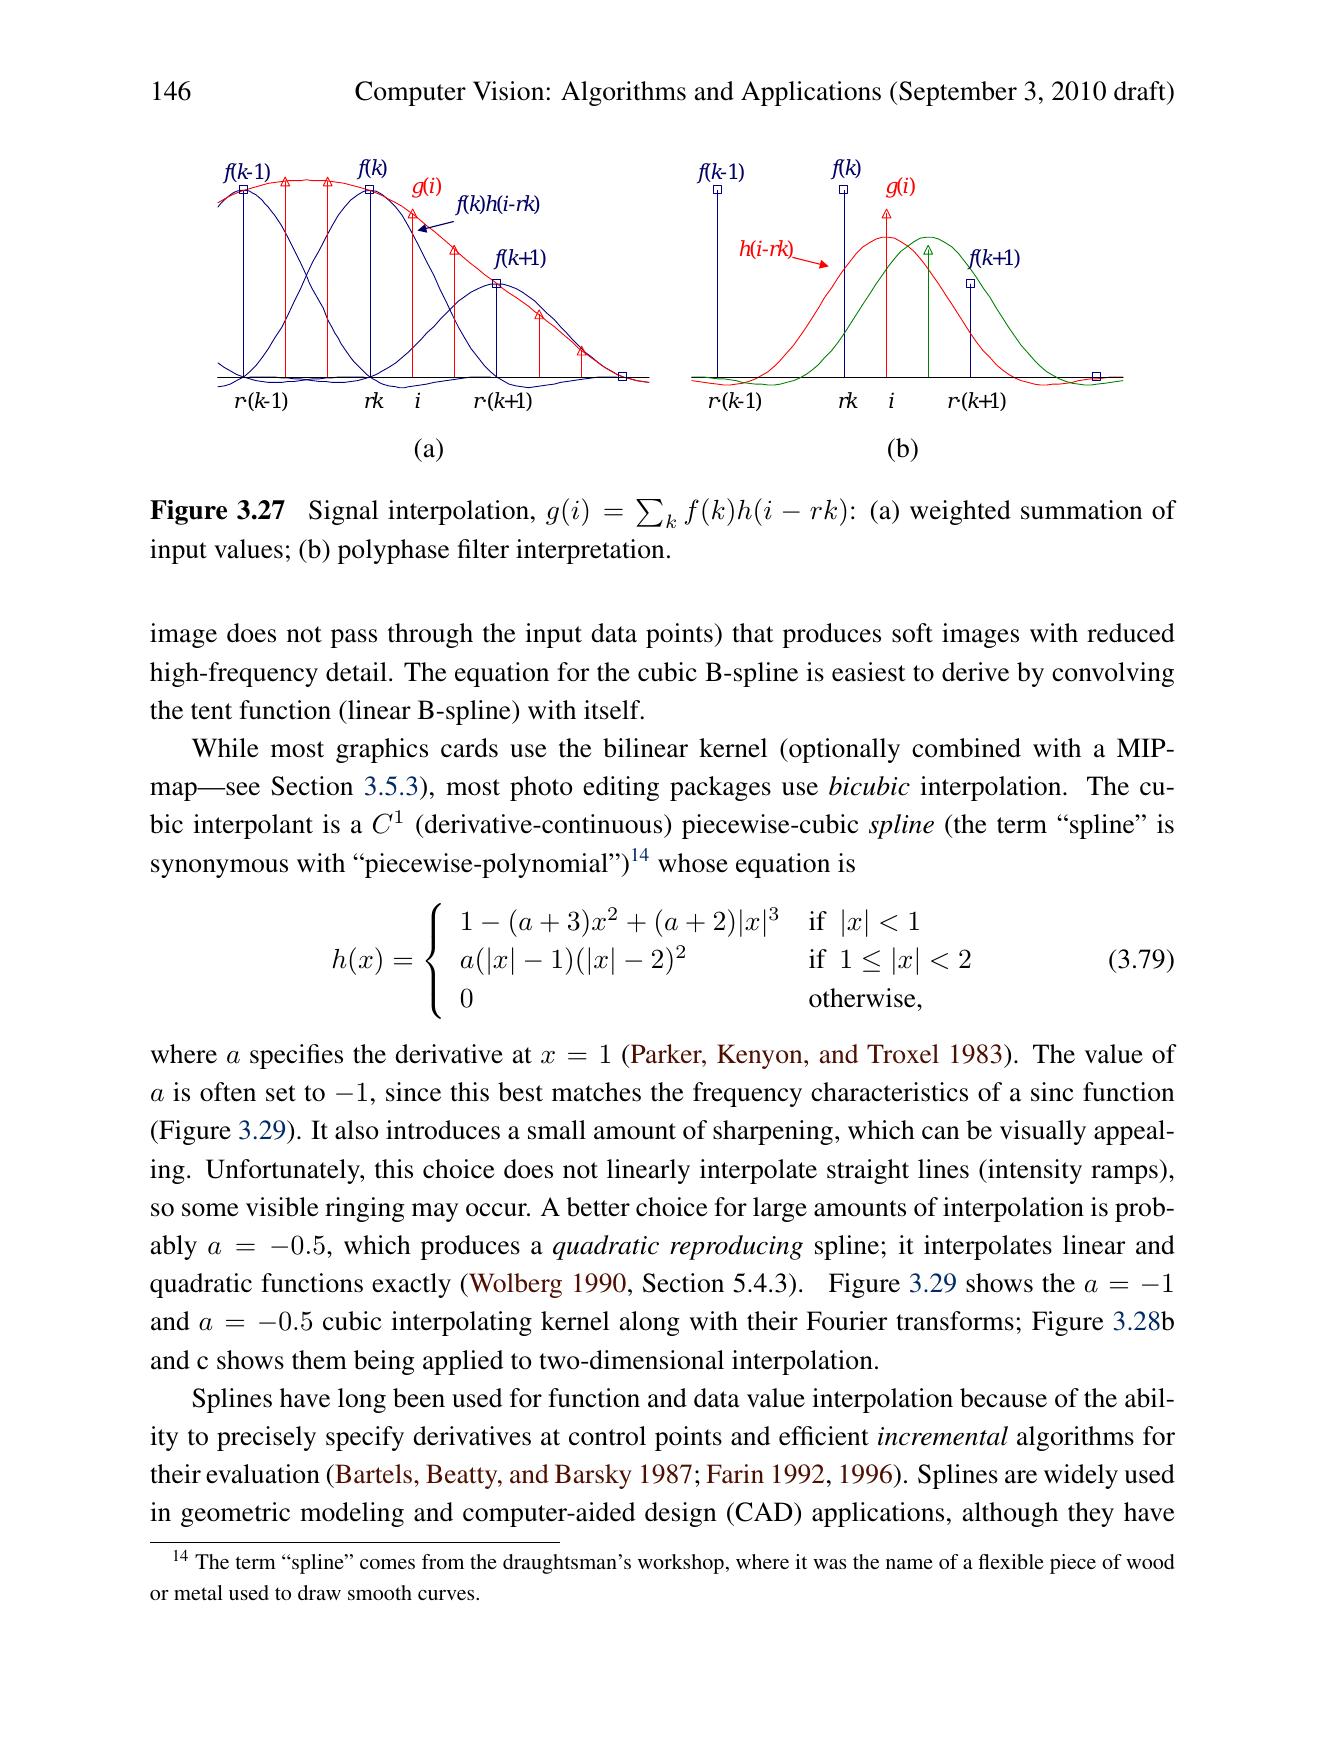 146 Computer Vision: Algorithms and Applications (September 3, 2010 draft)
f(k-1) f(k) g(i) f(k)h(i-rk) f(k+1)
r·(k-1) rk i r·(k+1)
(a)
f(k-1) f(k) g(i) h(i-rk) f(k+1)
r·(k-1) rk i r·(k+1)
(b)
Figure 3.27 Signal interpolation, g(i) = ∑k f(k)h(i − rk): (a) weighted summation of
input values; (b) polyphase filter interpretation.
image does not pass through the input data points) that produces soft images with reduced
high-frequency detail. The equation for the cubic B-spline is easiest to derive by convolving
the tent function (linear B-spline) with itself.
While most graphics cards use the bilinear kernel (optionally combined with a MIP-
map—see Section 3.5.3), most photo editing packages use bicubic interpolation. The cu-
bic interpolant is a C¹ (derivative-continuous) piecewise-cubic spline (the term “spline” is
synonymous with “piecewise-polynomial”)¹⁴ whose equation is
1 − (a + 3)x² + (a + 2)|x|³ if |x| < 1
h(x) = { a(|x| − 1)(|x| − 2)² if 1 ≤ |x| < 2 (3.79)
0 otherwise,
where a specifies the derivative at x = 1 (Parker, Kenyon, and Troxel 1983). The value of
a is often set to −1, since this best matches the frequency characteristics of a sinc function
(Figure 3.29). It also introduces a small amount of sharpening, which can be visually appeal-
ing. Unfortunately, this choice does not linearly interpolate straight lines (intensity ramps),
so some visible ringing may occur. A better choice for large amounts of interpolation is prob-
ably a = −0.5, which produces a quadratic reproducing spline; it interpolates linear and
quadratic functions exactly (Wolberg 1990, Section 5.4.3). Figure 3.29 shows the a = −1
and a = −0.5 cubic interpolating kernel along with their Fourier transforms; Figure 3.28b
and c shows them being applied to two-dimensional interpolation.
Splines have long been used for function and data value interpolation because of the abil-
ity to precisely specify derivatives at control points and efficient incremental algorithms for
their evaluation (Bartels, Beatty, and Barsky 1987; Farin 1992, 1996). Splines are widely used
in geometric modeling and computer-aided design (CAD) applications, although they have
¹⁴ The term “spline” comes from the draughtsman’s workshop, where it was the name of a flexible piece of wood
or metal used to draw smooth curves.